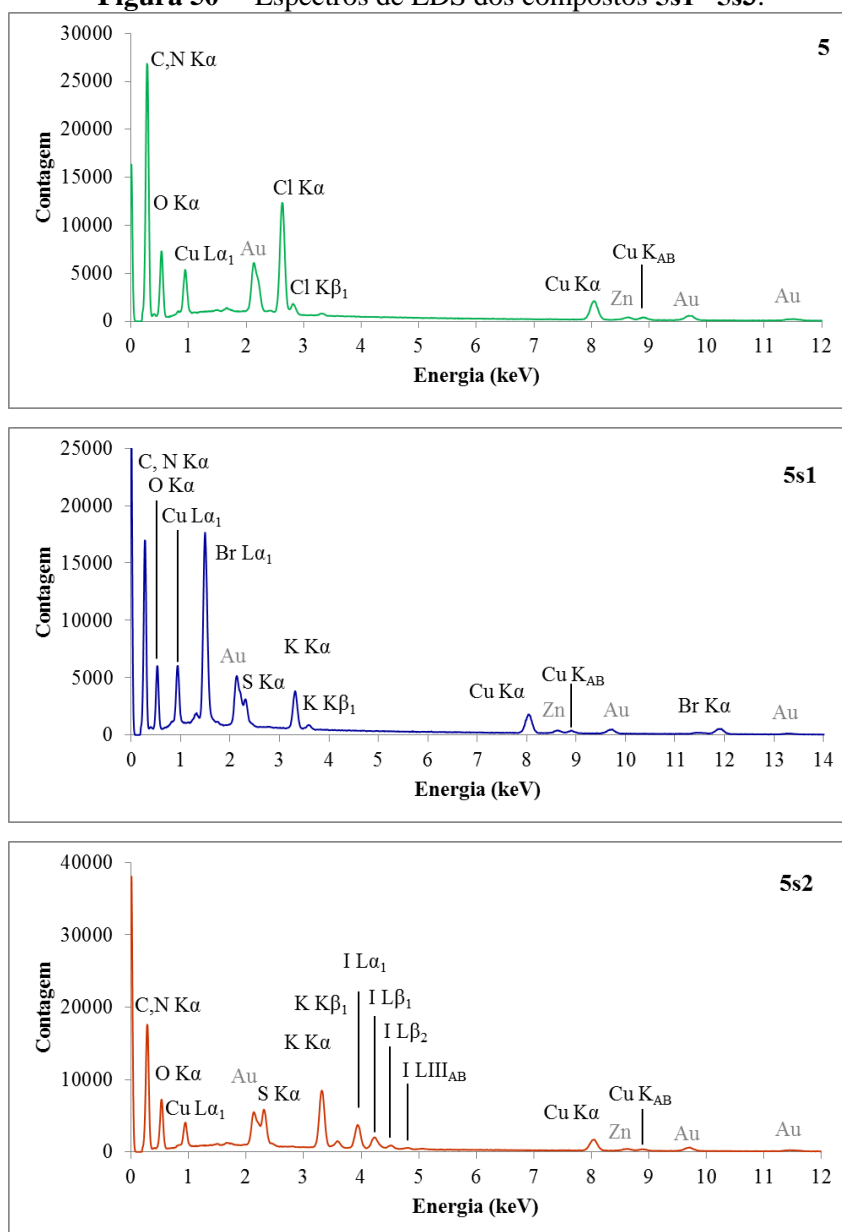 Figura 50 – Espectros de EDS dos compostos 5s1- 5s5.
30000
25000
20000
15000
10000
5000
0
Contagem
5
C,N Kα
O Kα
Cu Lα₁
Au
Cl Kα
Cl Kβ₁
Cu Kα
Zn
Cu K_AB
Au
Au
0 1 2 3 4 5 6 7 8 9 10 11 12
Energia (keV)
25000
20000
15000
10000
5000
0
Contagem
5s1
C, N Kα
O Kα
Cu Lα₁
Br Lα₁
Au
S Kα
K Kα
K Kβ₁
Cu Kα
Zn
Cu K_AB
Au
Br Kα
Au
0 1 2 3 4 5 6 7 8 9 10 11 12 13 14
Energia (keV)
40000
30000
20000
10000
0
Contagem
5s2
C,N Kα
O Kα
Cu Lα₁
Au
S Kα
K Kα
K Kβ₁
I Lα₁
I Lβ₁
I Lβ₂
I LIII_AB
Cu Kα
Zn
Cu K_AB
Au
Au
0 1 2 3 4 5 6 7 8 9 10 11 12
Energia (keV)